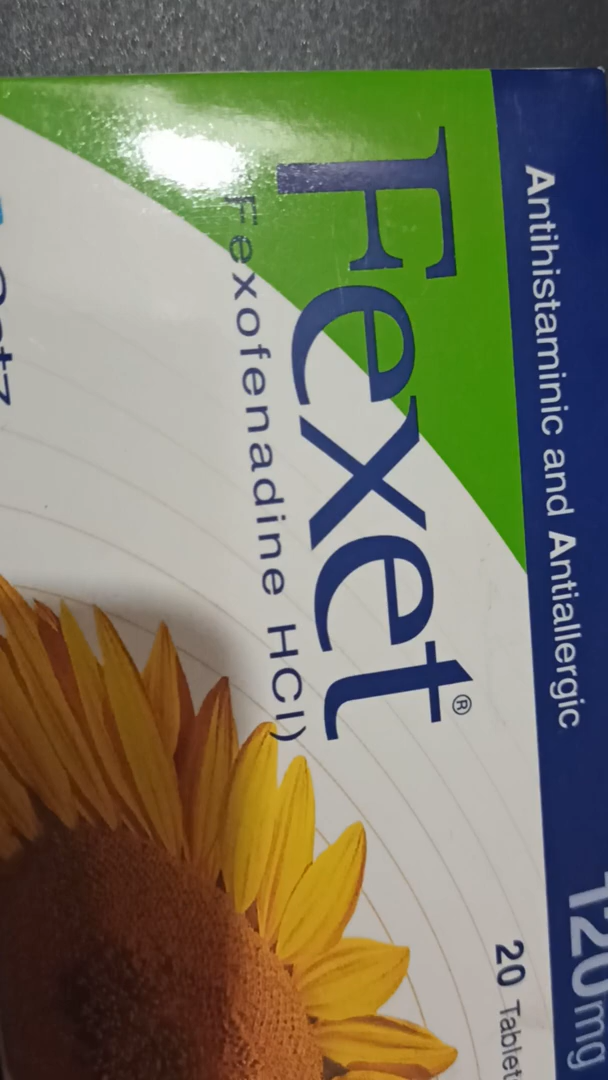 Antihistaminic and Antiallergic
120mg
Fexet®
Fexofenadine HCl)
20 Tablet